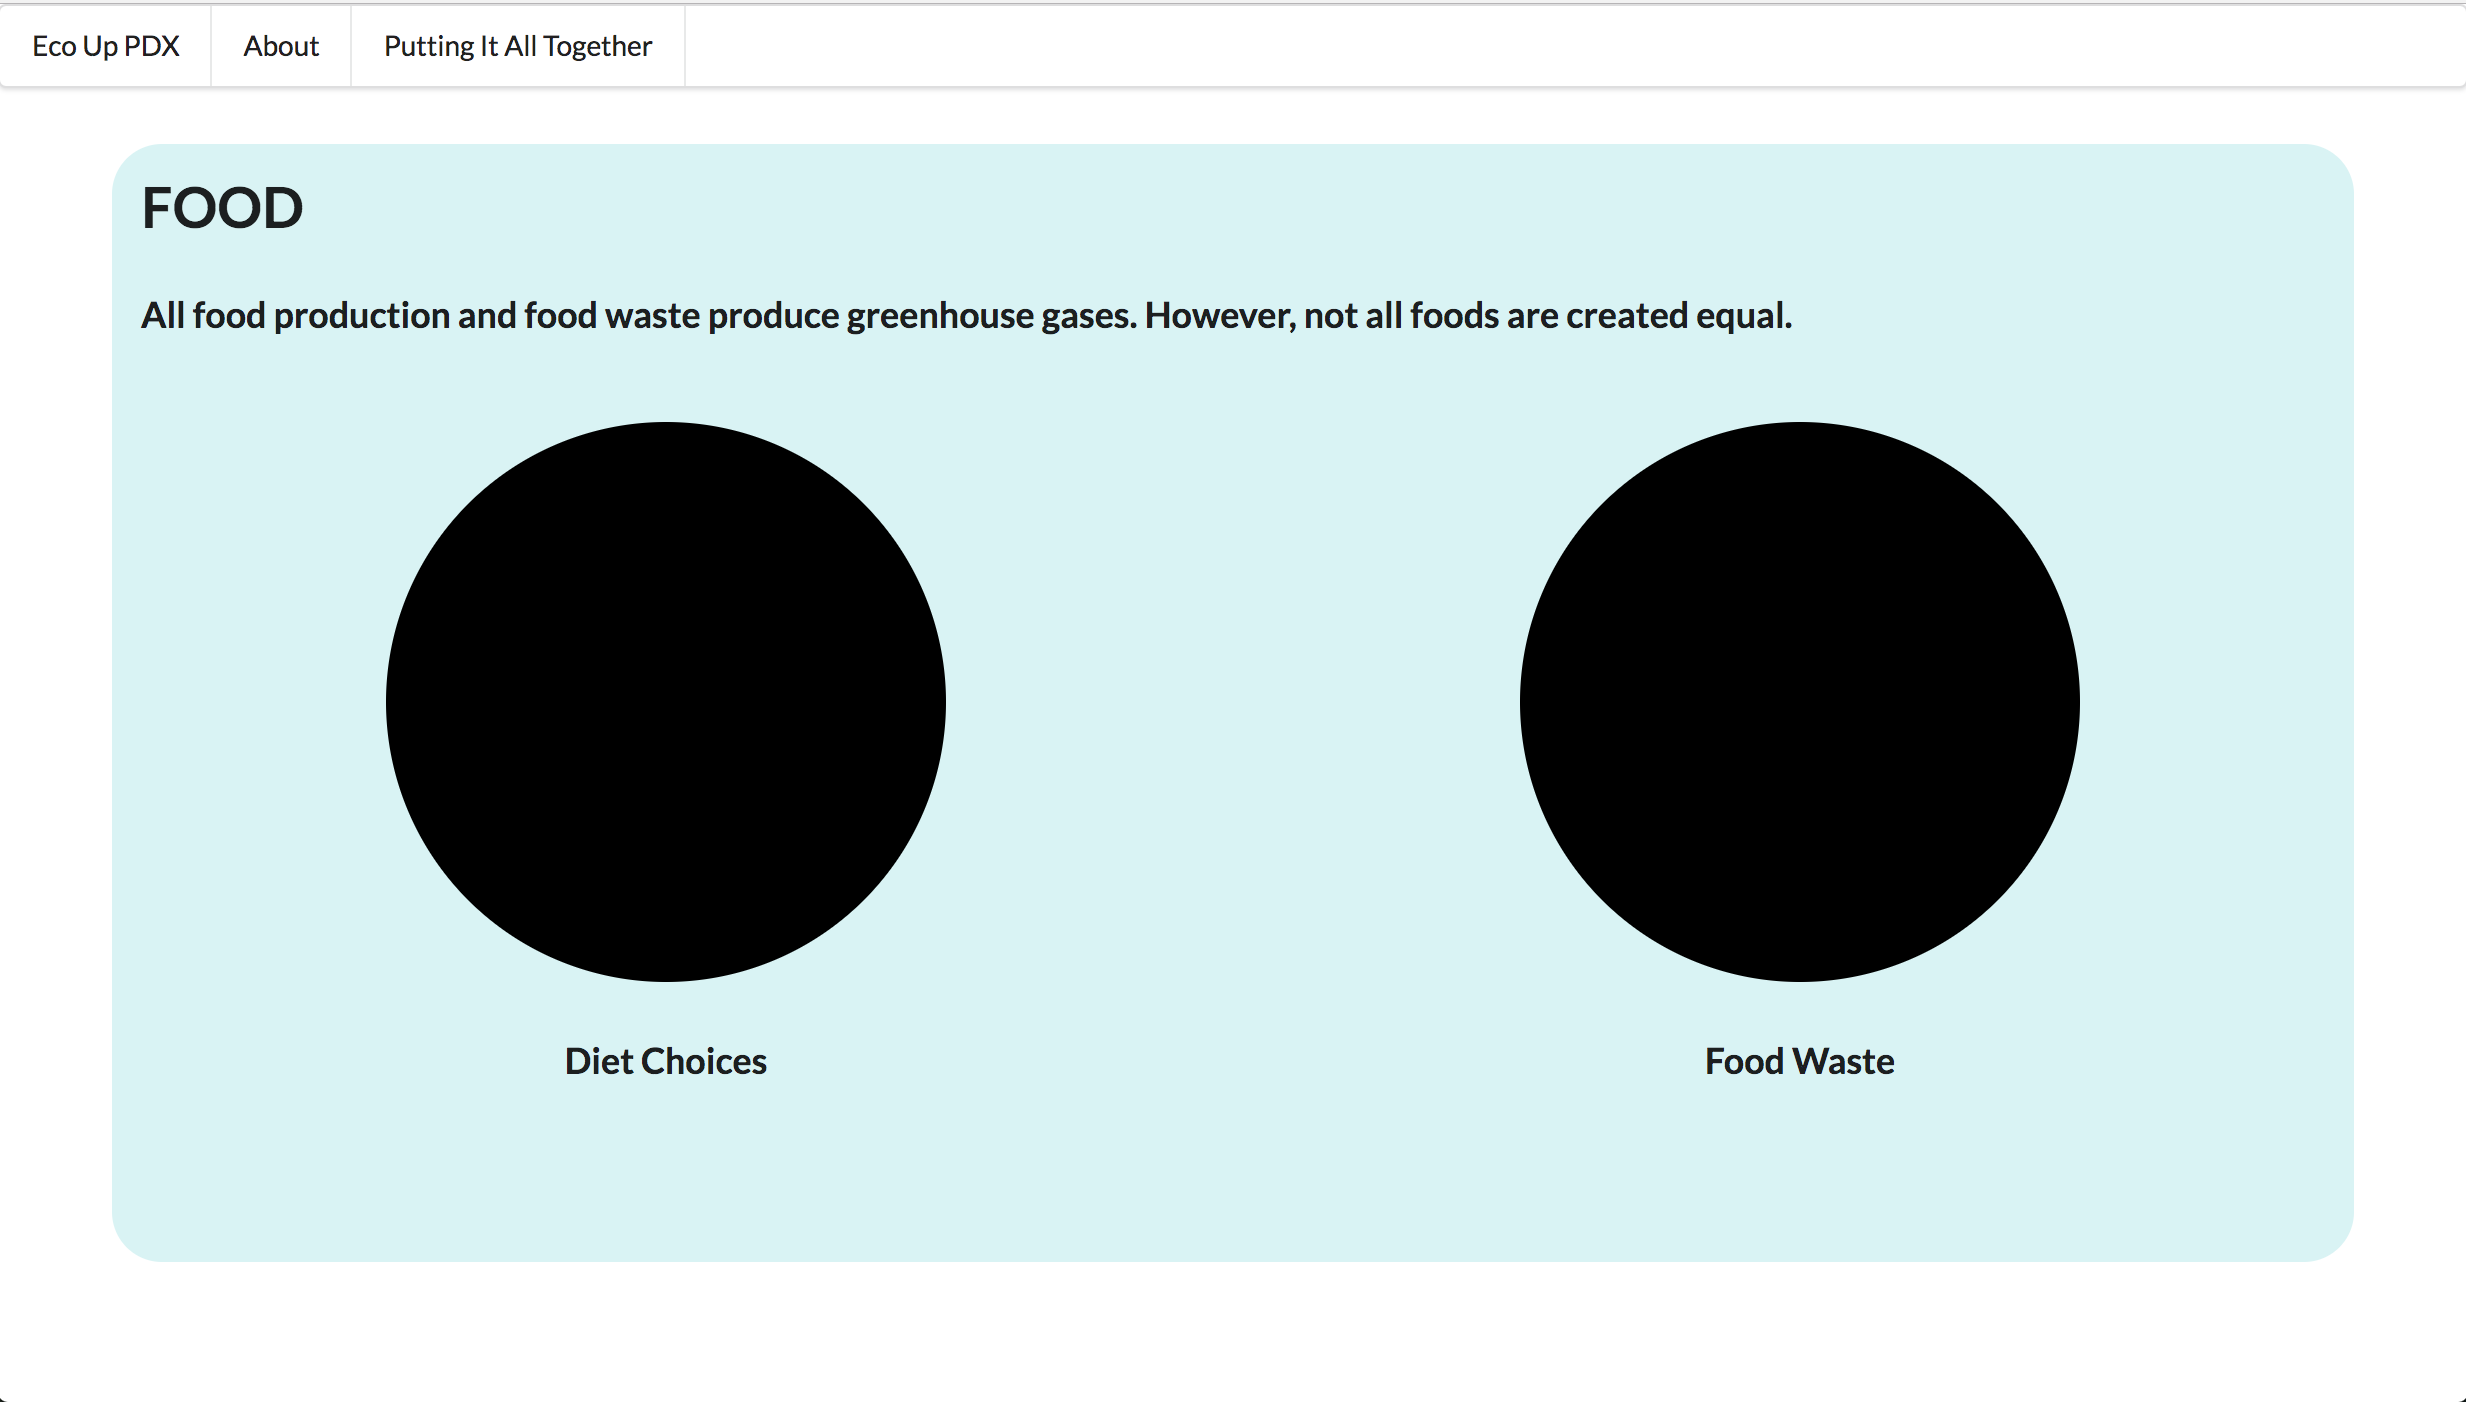 Eco Up PDX About Putting It All Together
FOOD
All food production and food waste produce greenhouse gases. However, not all foods are created equal.
Diet Choices Food Waste